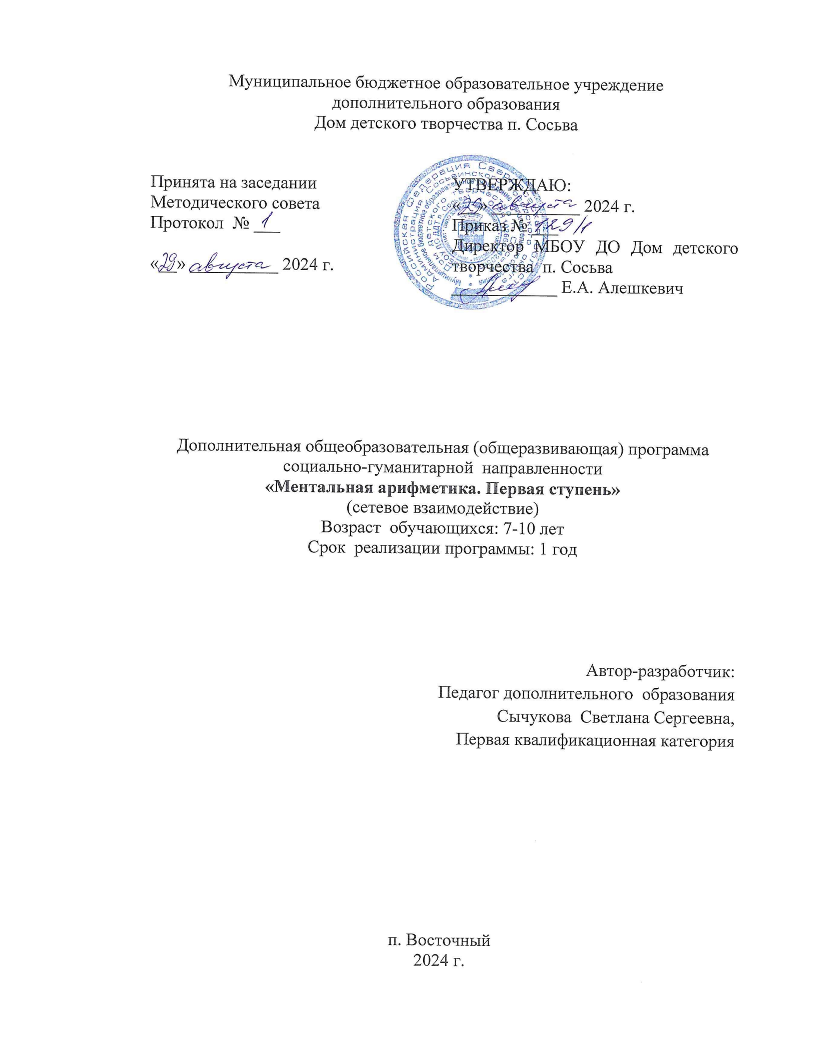 Муниципальное бюджетное образовательное учреждение
дополнительного образования
Дом детского творчества п. Сосьва
Принята на заседании
Методического совета
Протокол № 1
«29» августа 2024 г.
УТВЕРЖДАЮ:
«29» августа 2024 г.
Приказ №
Директор МБОУ ДО Дом детского
творчества п. Сосьва
Е.А. Алешкевич
Дополнительная общеобразовательная (общеразвивающая) программа
социально-гуманитарной направленности
«Ментальная арифметика. Первая ступень»
(сетевое взаимодействие)
Возраст обучающихся: 7-10 лет
Срок реализации программы: 1 год
Автор-разработчик:
Педагог дополнительного образования
Сычукова Светлана Сергеевна,
Первая квалификационная категория
п. Восточный
2024 г.